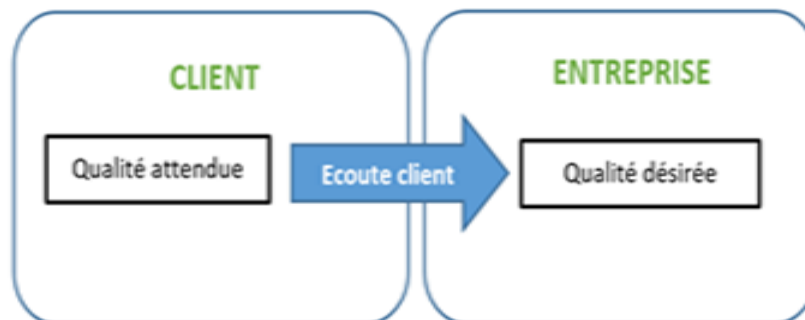 CLIENT
ENTREPRISE
Qualité attendue
Ecoute client
Qualité désirée